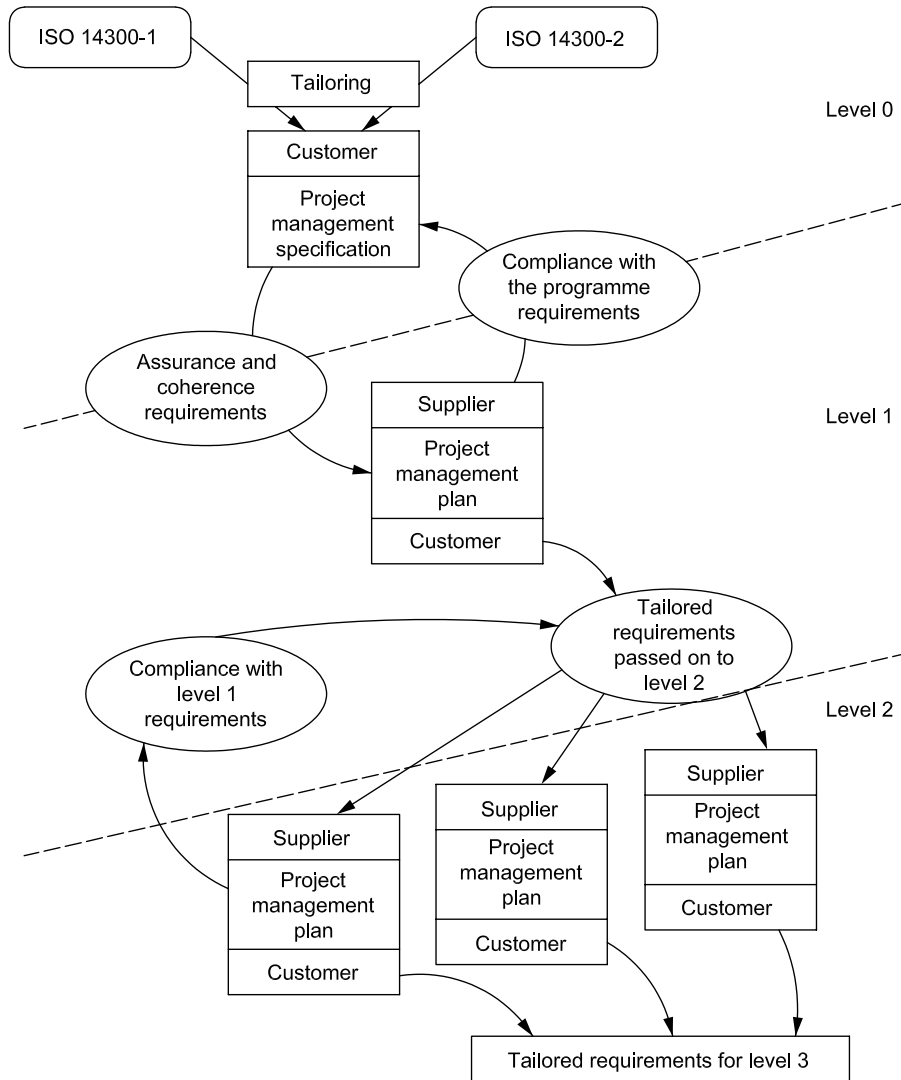 ISO 14300-1
ISO 14300-2
Tailoring
Level 0
Customer
Project
management
specification
Compliance with
the programme
requirements
Assurance and
coherence
requirements
Level 1
Supplier
Project
management
plan
Customer
Tailored
requirements
passed on to
level 2
Compliance with
level 1
requirements
Level 2
Supplier
Project
management
plan
Customer
Supplier
Project
management
plan
Customer
Supplier
Project
management
plan
Customer
Tailored requirements for level 3